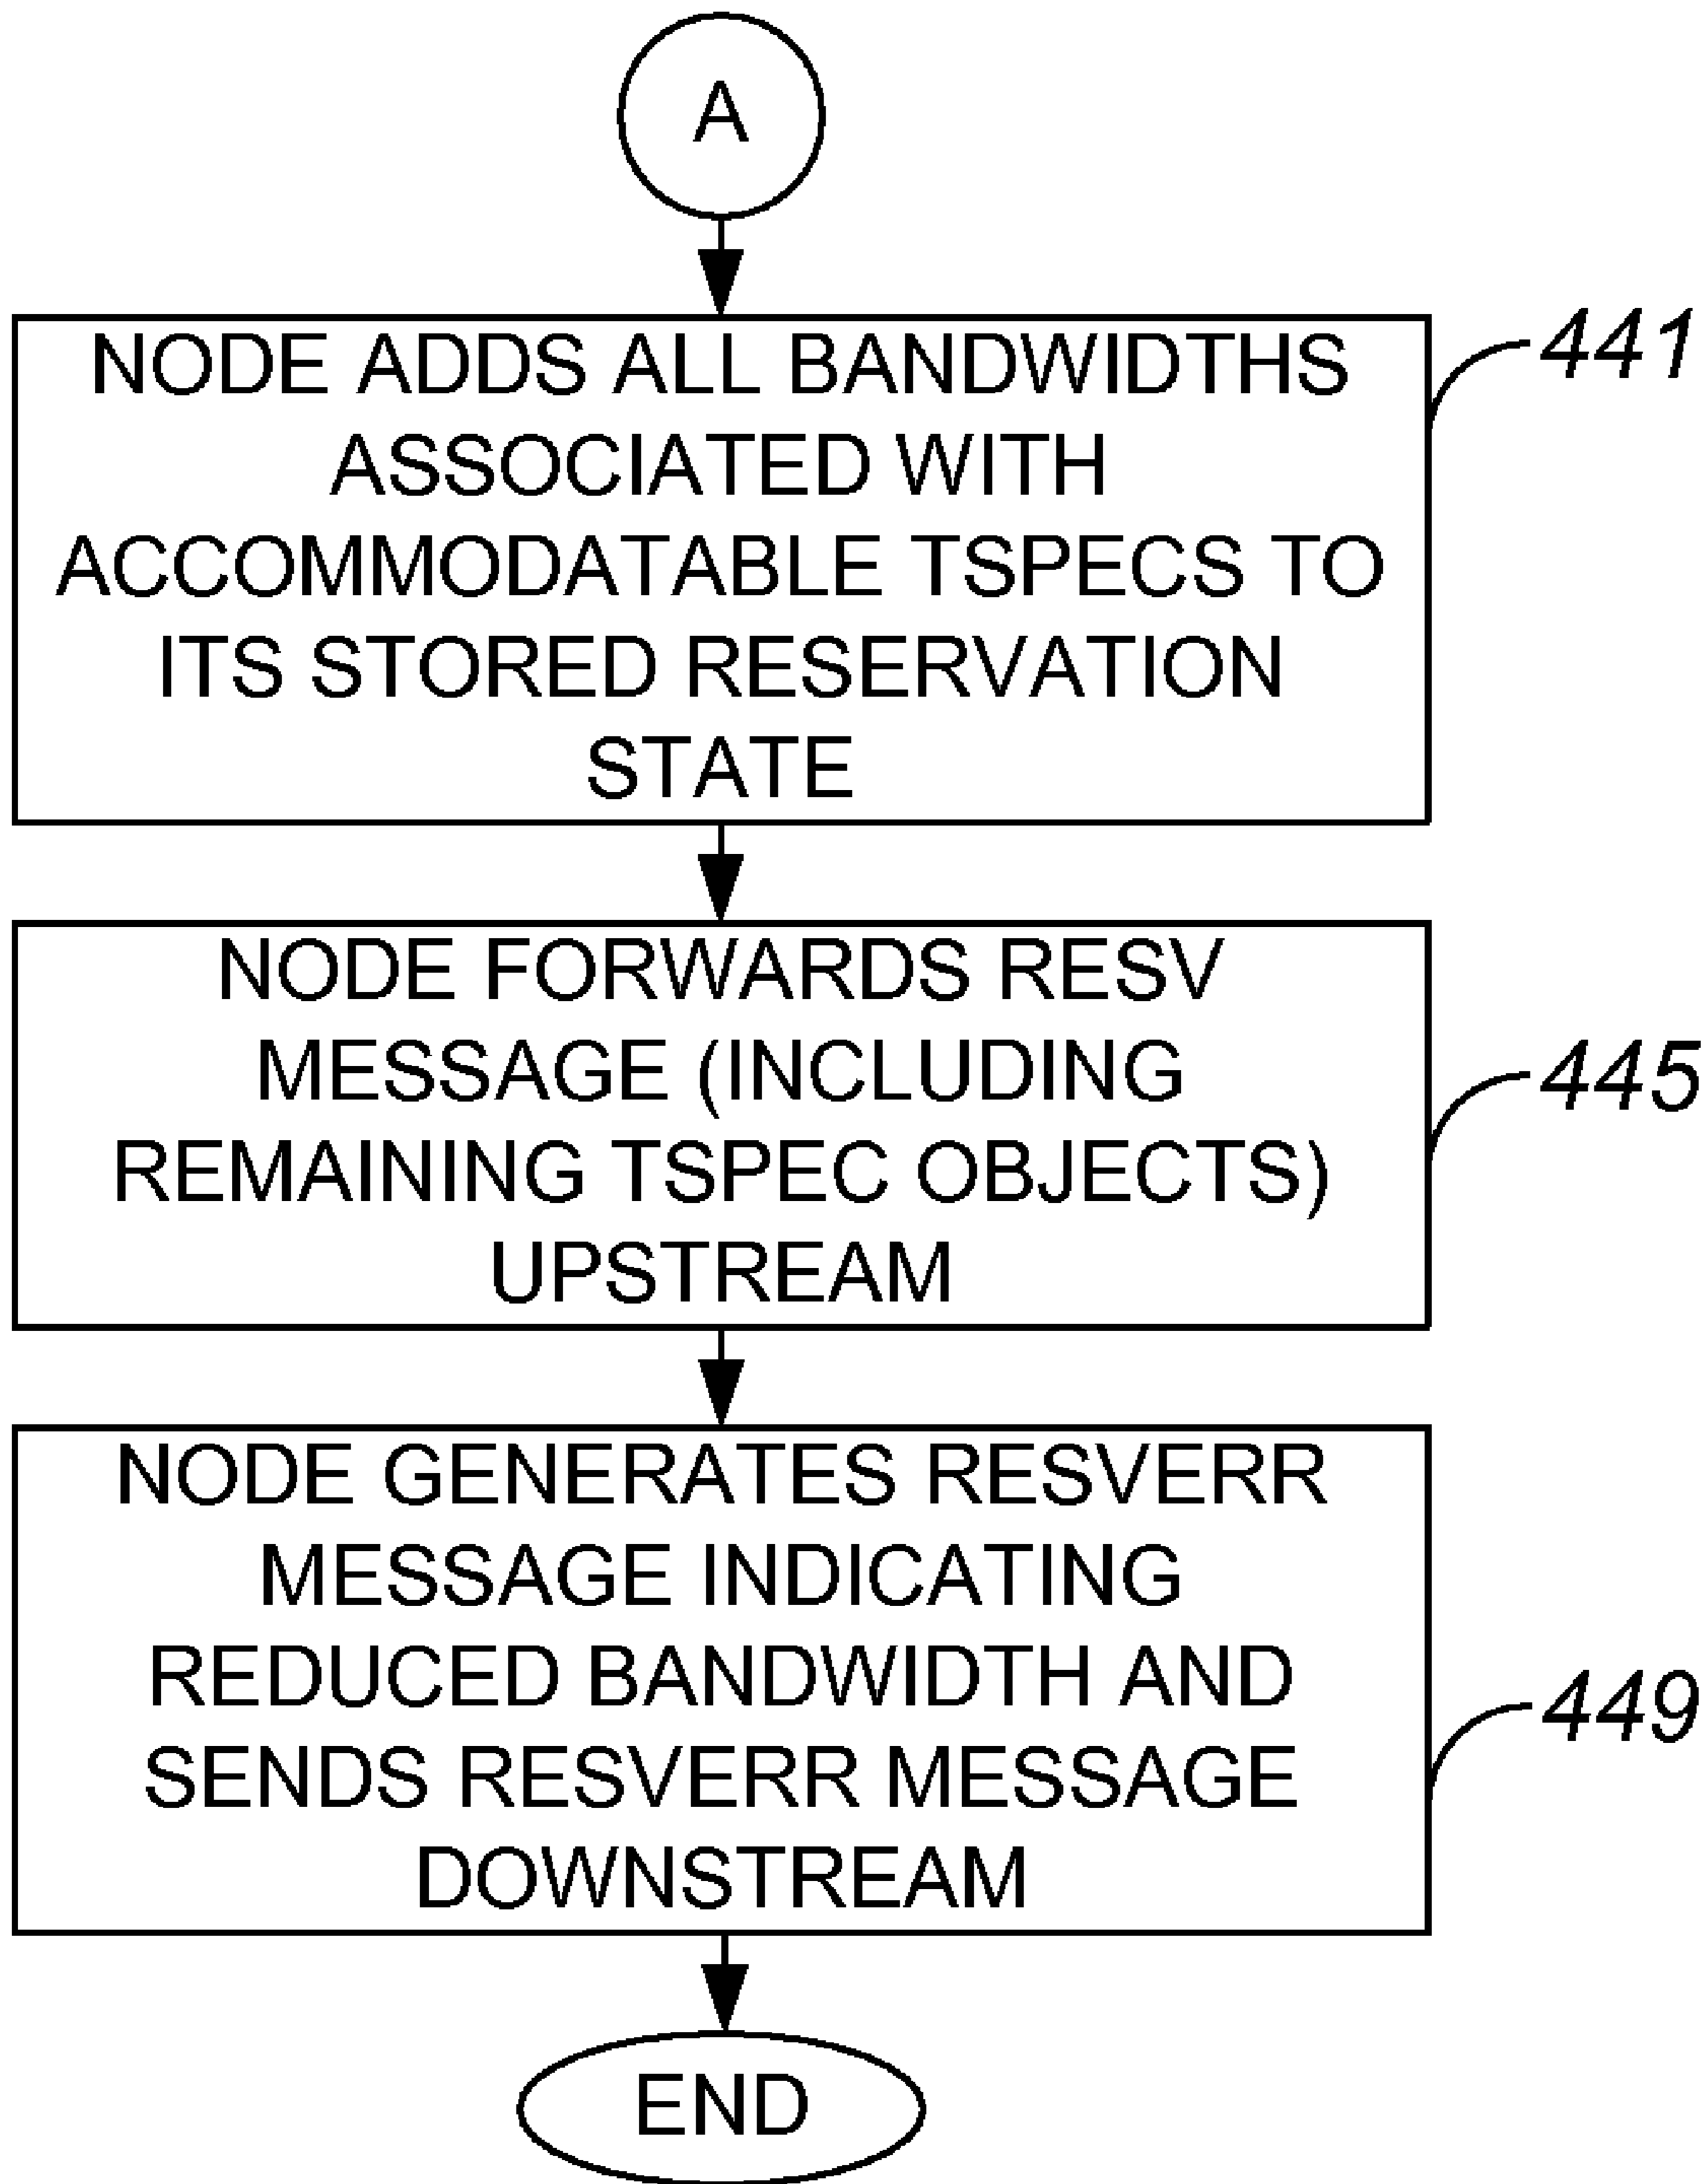 A
NODE ADDS ALL BANDWIDTHS
ASSOCIATED WITH
ACCOMMODATABLE TSPECS TO
ITS STORED RESERVATION
STATE
441
NODE FORWARDS RESV
MESSAGE (INCLUDING
REMAINING TSPEC OBJECTS)
UPSTREAM
445
NODE GENERATES RESVERR
MESSAGE INDICATING
REDUCED BANDWIDTH AND
SENDS RESVERR MESSAGE
DOWNSTREAM
449
END